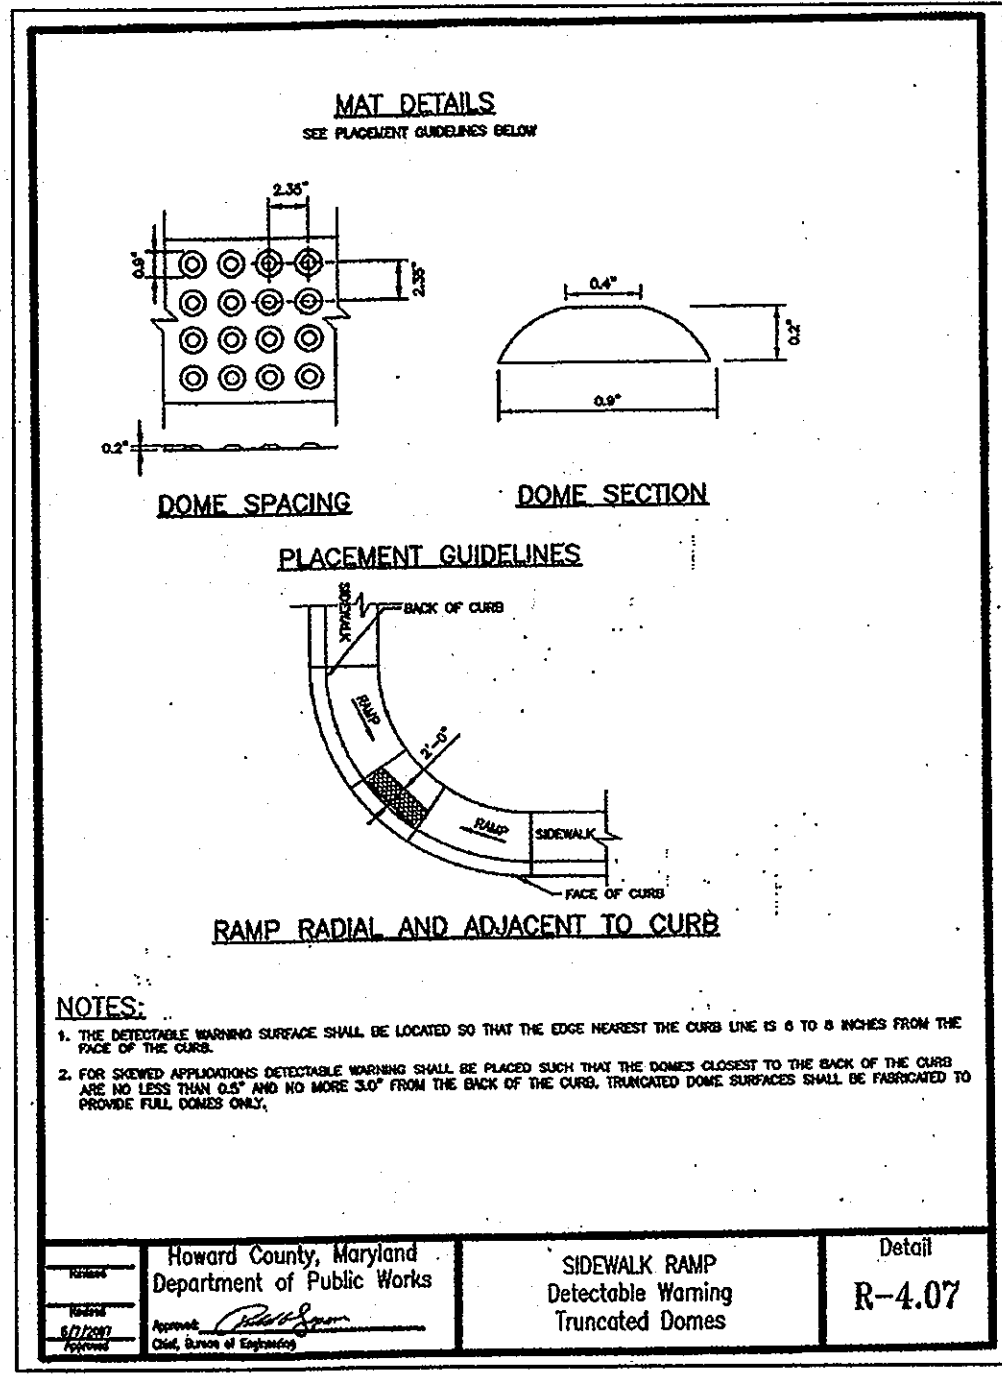 MAT DETAILS
SEE PLACEMENT GUIDELINES BELOW
2.35"
0.9"
2.35"
0.2"
0.4"
0.2"
0.9"
DOME SPACING
DOME SECTION
PLACEMENT GUIDELINES
SIDEWALK
BACK OF CURB
RAMP
2'-0"
RAMP
SIDEWALK
FACE OF CURB
RAMP RADIAL AND ADJACENT TO CURB
NOTES:
1. THE DETECTABLE WARNING SURFACE SHALL BE LOCATED SO THAT THE EDGE NEAREST THE CURB LINE IS 6 TO 8 INCHES FROM THE
FACE OF THE CURB.
2. FOR SKEWED APPLICATIONS DETECTABLE WARNING SHALL BE PLACED SUCH THAT THE DOMES CLOSEST TO THE BACK OF THE CURB
ARE NO LESS THAN 0.5" AND NO MORE 3.0" FROM THE BACK OF THE CURB. TRUNCATED DOME SURFACES SHALL BE FABRICATED TO
PROVIDE FULL DOMES ONLY.
Revised
Revised
6/7/2007
Approved
Howard County, Maryland
Department of Public Works
Approved:
Chief, Bureau of Engineering
SIDEWALK RAMP
Detectable Warning
Truncated Domes
Detail
R-4.07